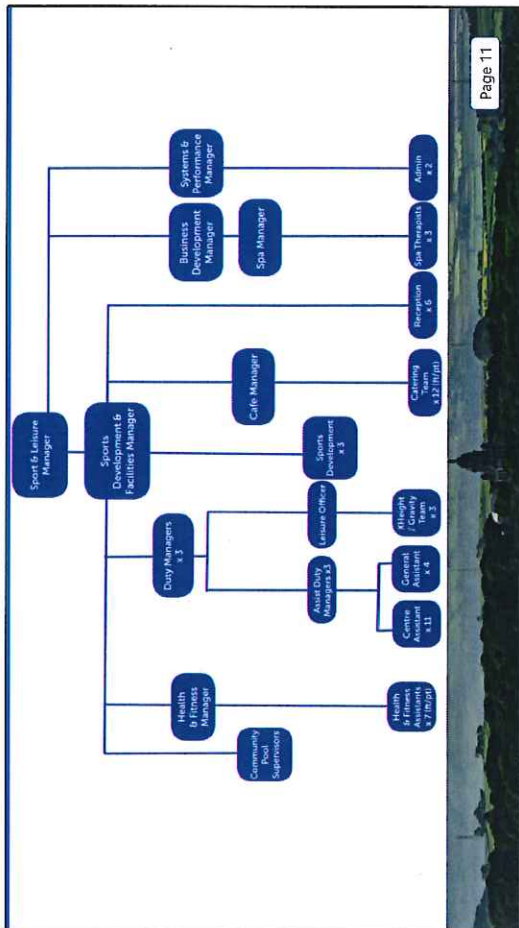 Sport & Leisure
Manager
Sports
Development &
Facilities Manager
Systems &
Performance
Manager
Business
Development
Manager
Spa Manager
Health
& Fitness
Manager
Duty Managers
x 3
Cafe Manager
Community
Pool
Supervisors
Assist Duty
Managers x3
Leisure Officer
Sports
Development
x 3
Health
& Fitness
Assistants
x 7 (ft/pt)
Centre
Assistant
x 11
General
Assistant
x 4
XHeight
/ Gravity
Team
x 3
Catering
Team
x 12 (ft/pt)
Reception
x 6
Spa Therapists
x 3
Admin
x 2
Page 11